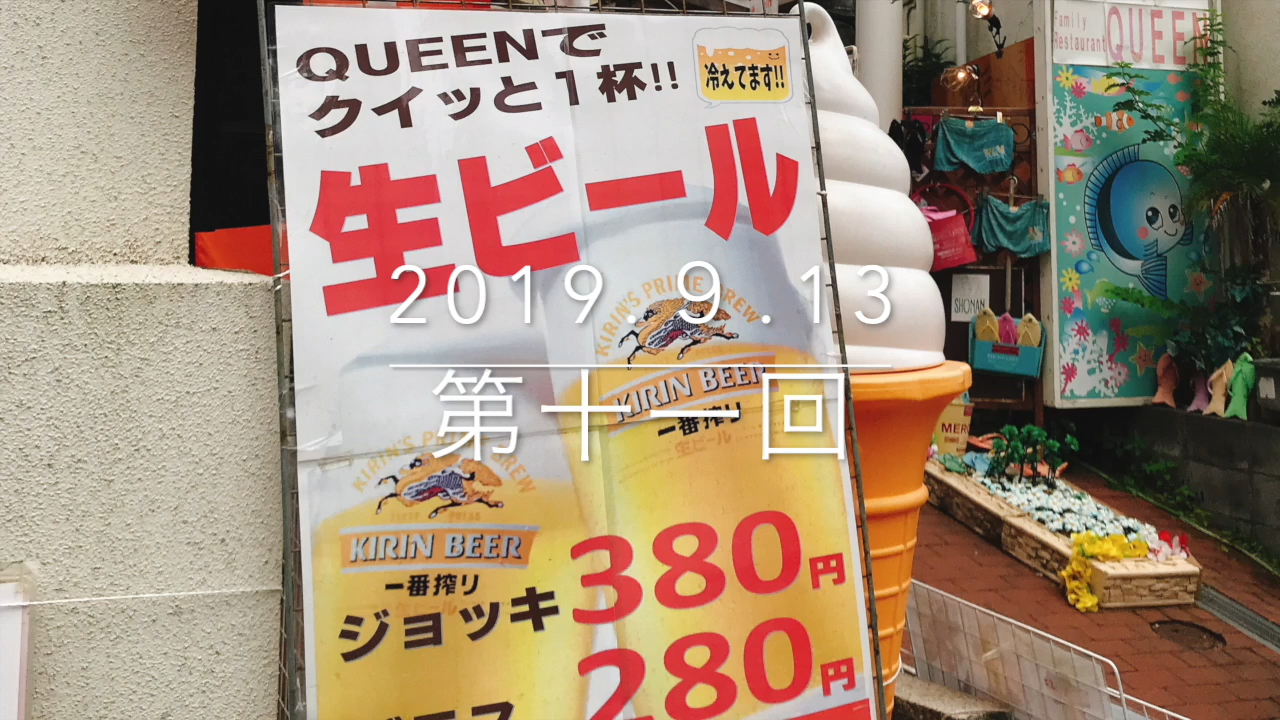 QUEENで
クイッと1杯!!
冷えてます!!
生ビール
2019.9.13
第十一回
KIRIN'S PRIME BREW
KIRIN BEER
一番搾り
生ビール
KIRIN'S PRIME BREW
KIRIN BEER
一番搾り
ジョッキ 380円
280円
Family
Restaurant QUEEN
SHONAN